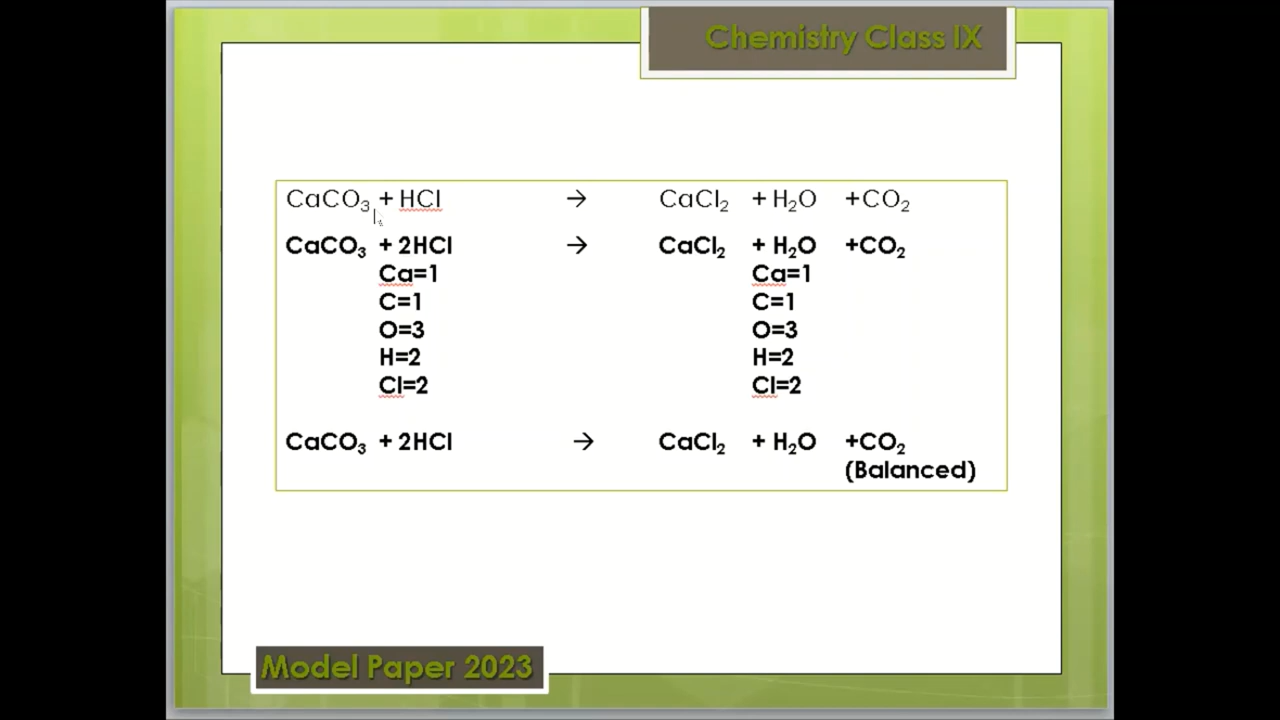 Chemistry Class IX
CaCO₃ + HCl → CaCl₂ + H₂O +CO₂
CaCO₃ + 2HCl → CaCl₂ + H₂O +CO₂
Ca=1 Ca=1
C=1 C=1
O=3 O=3
H=2 H=2
Cl=2 Cl=2
CaCO₃ + 2HCl → CaCl₂ + H₂O +CO₂
(Balanced)
Model Paper 2023